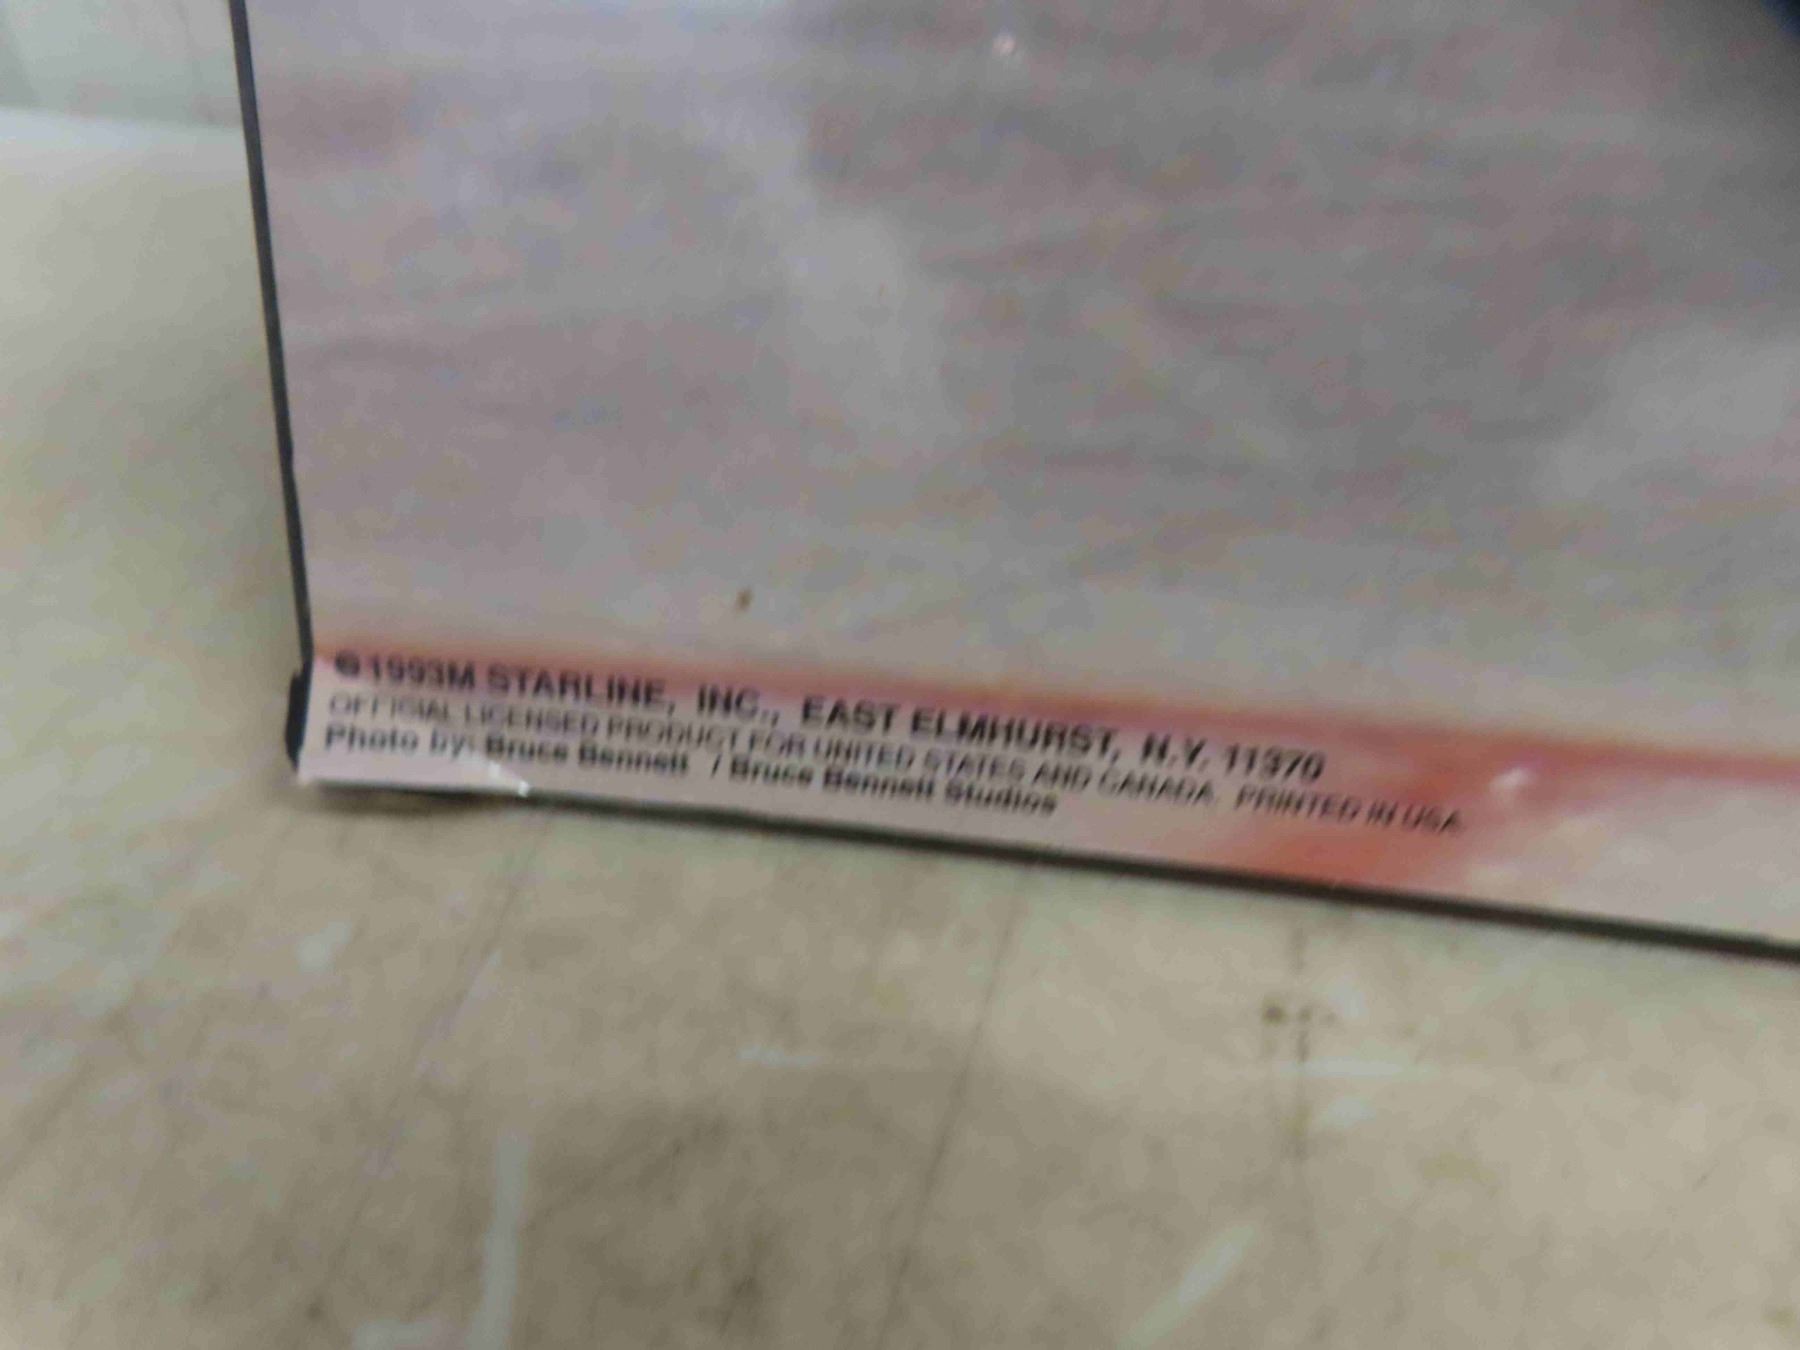 ©1993M STARLINE, INC., EAST ELMHURST, N.Y. 11370
OFFICIAL LICENSED PRODUCT FOR UNITED STATES AND CANADA. PRINTED IN USA
Photo by: Bruce Bennett / Bruce Bennett Studios